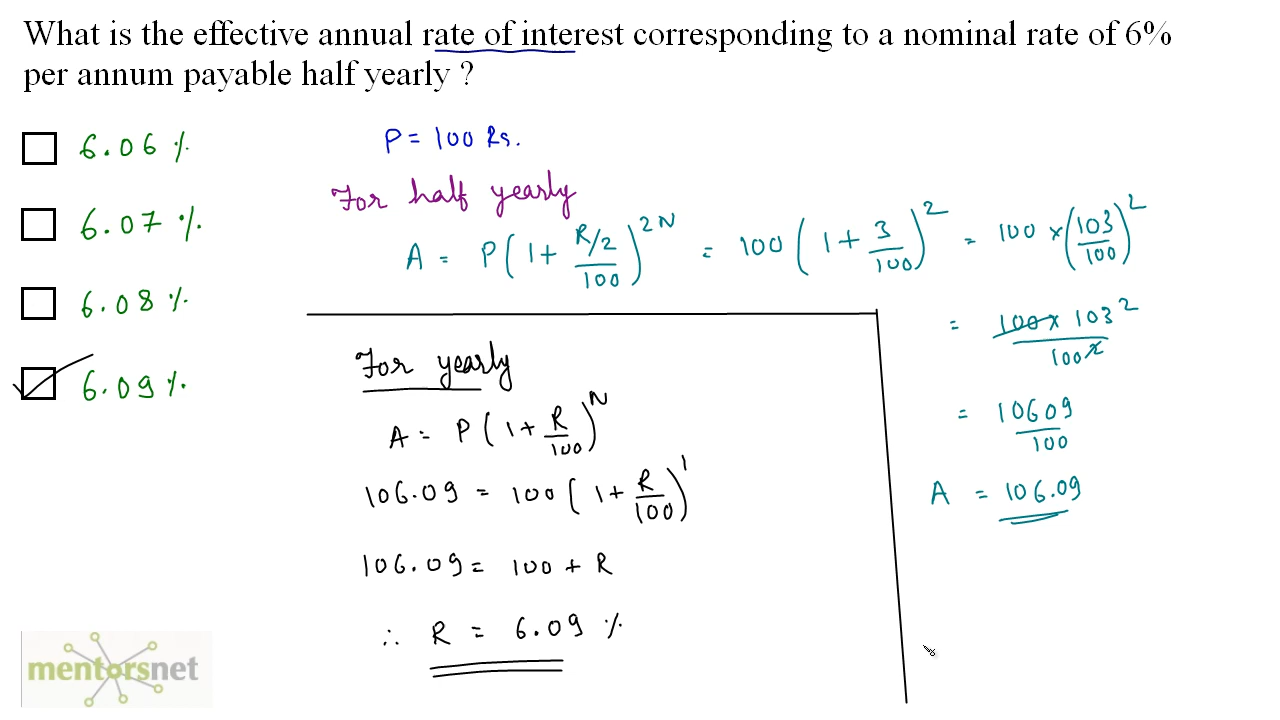 What is the effective annual rate of interest corresponding to a nominal rate of 6%
per annum payable half yearly ?
6.06 %
6.07 %
6.08 %
6.09 %
P = 100 Rs.
For half yearly
A = P(1 + R/2 / 100)^2N = 100(1 + 3/100)^2 = 100 × (103/100)^2
= 100 × 103^2 / 100^2
= 10609/100
A = 106.09
For yearly
A = P(1 + R/100)^N
106.09 = 100(1 + R/100)^1
106.09 = 100 + R
∴ R = 6.09 %
mentorsnet